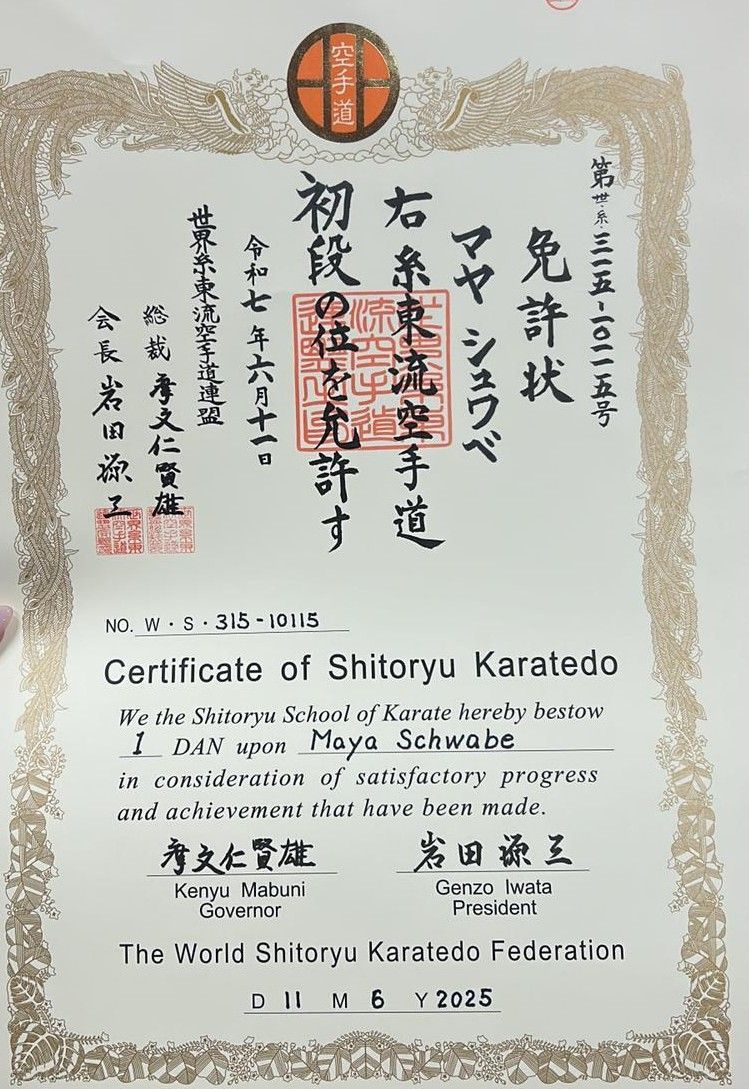 空手道
第世・糸・三一五-一〇一一五号
免許状
マヤ シュワベ
右 糸東流空手道
初段の位を允許す
令和七年六月十一日
世界糸東流空手道連盟
総裁 摩文仁賢雄
会長 岩田源三
NO. W・S・315-10115
Certificate of Shitoryu Karatedo
We the Shitoryu School of Karate hereby bestow
1 DAN upon Maya Schwabe
in consideration of satisfactory progress
and achievement that have been made.
摩文仁賢雄 岩田源三
Kenyu Mabuni Genzo Iwata
Governor President
The World Shitoryu Karatedo Federation
D 11 M 6 Y 2025